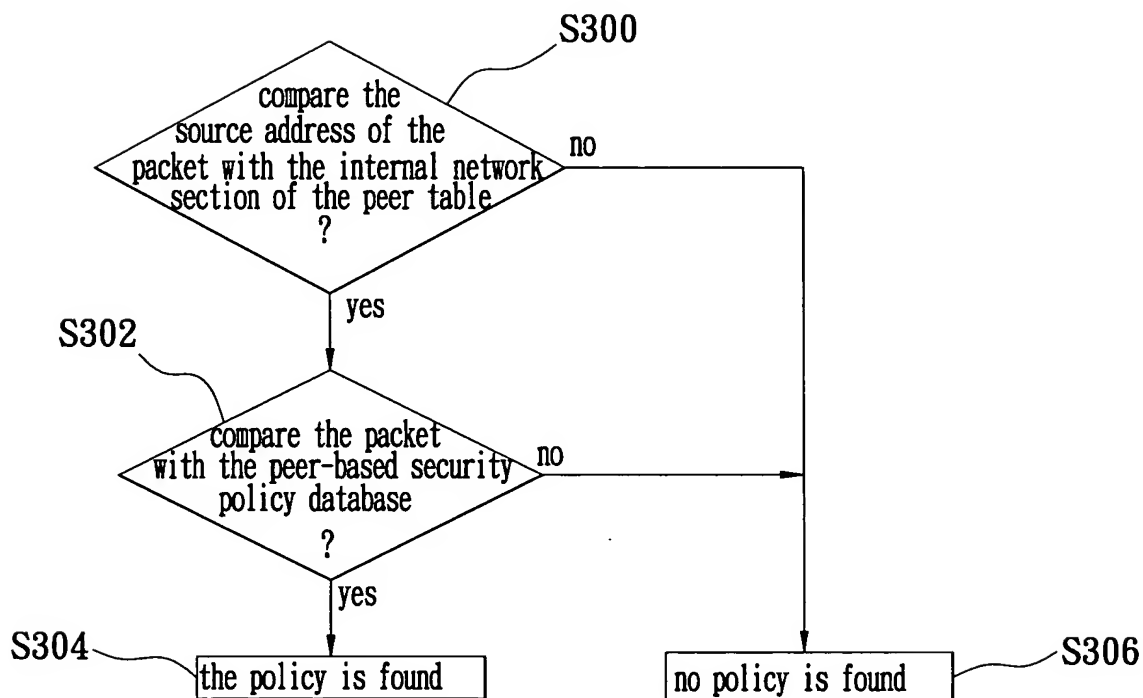 S300
compare the
source address of the
packet with the internal network
section of the peer table
?
no
yes
S302
compare the packet
with the peer-based security
policy database
?
no
yes
S304
the policy is found
no policy is found
S306